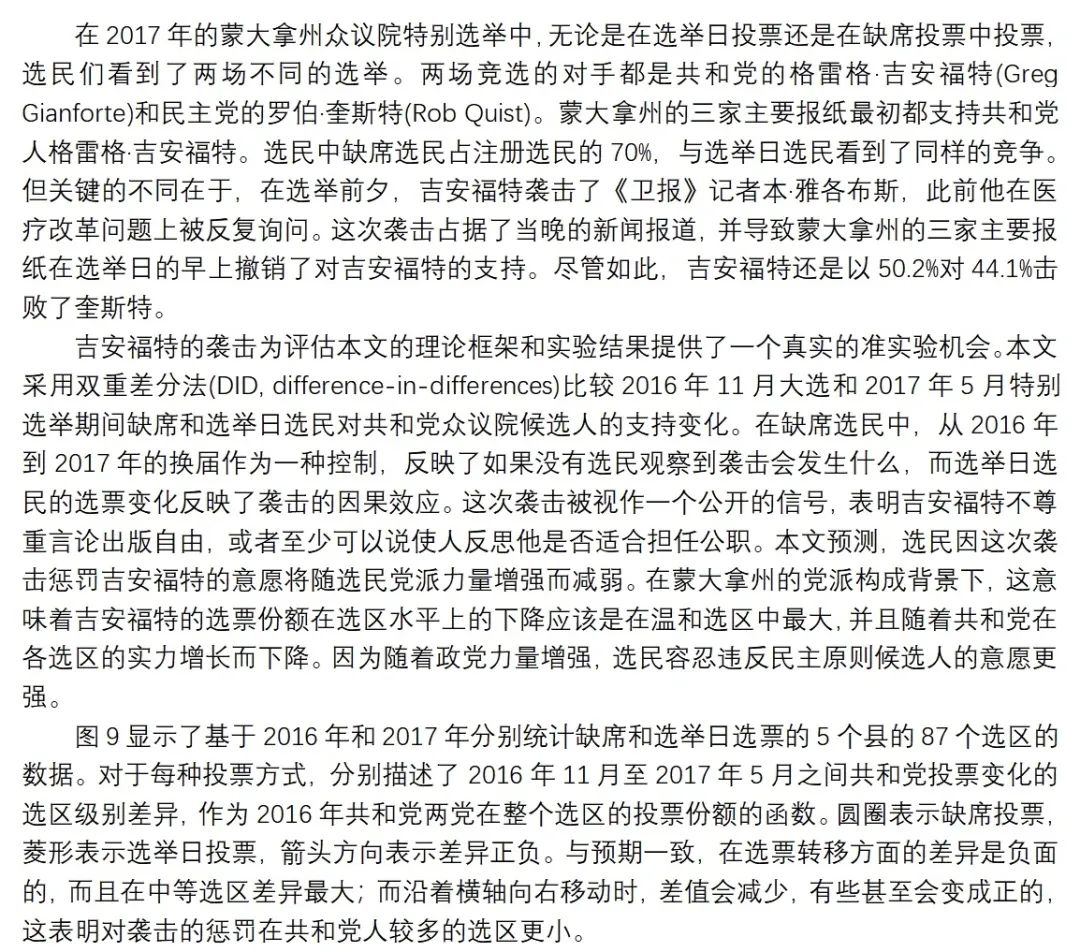 在 2017 年的蒙大拿州众议院特别选举中,无论是在选举日投票还是在缺席投票中投票,
选民们看到了两场不同的选举。两场竞选的对手都是共和党的格雷格·吉安福特(Greg
Gianforte)和民主党的罗伯·奎斯特(Rob Quist)。蒙大拿州的三家主要报纸最初都支持共和党
人格雷格·吉安福特。选民中缺席选民占注册选民的 70%，与选举日选民看到了同样的竞争。
但关键的不同在于，在选举前夕，吉安福特袭击了《卫报》记者本·雅各布斯，此前他在医
疗改革问题上被反复询问。这次袭击占据了当晚的新闻报道，并导致蒙大拿州的三家主要报
纸在选举日的早上撤销了对吉安福特的支持。尽管如此，吉安福特还是以 50.2%对 44.1%击
败了奎斯特。
吉安福特的袭击为评估本文的理论框架和实验结果提供了一个真实的准实验机会。本文
采用双重差分法(DID, difference-in-differences)比较 2016 年 11 月大选和 2017 年 5 月特别
选举期间缺席和选举日选民对共和党众议院候选人的支持变化。在缺席选民中，从 2016 年
到 2017 年的换届作为一种控制，反映了如果没有选民观察到袭击会发生什么，而选举日选
民的选票变化反映了袭击的因果效应。这次袭击被视作一个公开的信号，表明吉安福特不尊
重言论出版自由，或者至少可以说使人反思他是否适合担任公职。本文预测，选民因这次袭
击惩罚吉安福特的意愿将随选民党派力量增强而减弱。在蒙大拿州的党派构成背景下，这意
味着吉安福特的选票份额在选区水平上的下降应该是在温和选区中最大,并且随着共和党在
各选区的实力增长而下降。因为随着政党力量增强，选民容忍违反民主原则候选人的意愿更
强。
图 9 显示了基于 2016 年和 2017 年分别统计缺席和选举日选票的 5 个县的 87 个选区的
数据。对于每种投票方式，分别描述了 2016 年 11 月至 2017 年 5 月之间共和党投票变化的
选区级别差异，作为 2016 年共和党两党在整个选区的投票份额的函数。圆圈表示缺席投票，
菱形表示选举日投票，箭头方向表示差异正负。与预期一致，在选票转移方面的差异是负面
的，而且在中等选区差异最大；而沿着横轴向右移动时，差值会减少，有些甚至会变成正的，
这表明对袭击的惩罚在共和党人较多的选区更小。